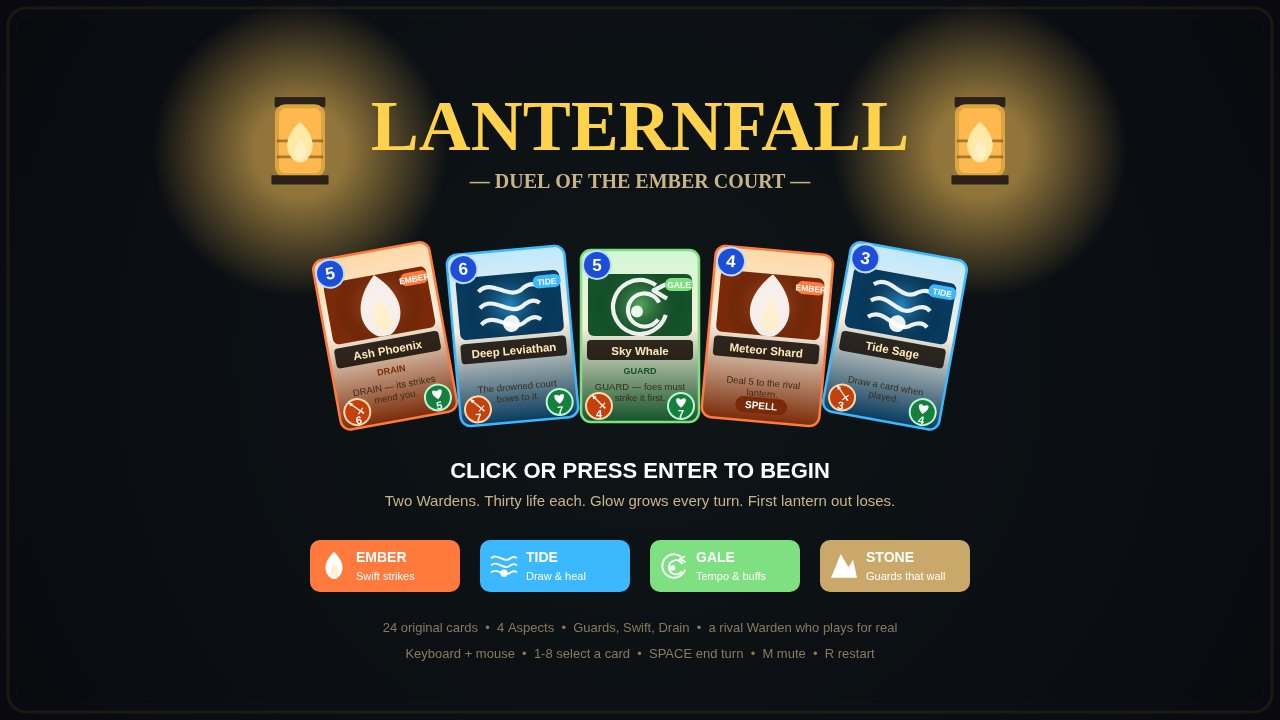 LANTERNFALL
— DUEL OF THE EMBER COURT —
5
EMBER
Ash Phoenix
DRAIN
DRAIN — its strikes
mend you.
6
5
6
TIDE
Deep Leviathan
The drowned court
bows to it.
7
7
5
GALE
Sky Whale
GUARD
GUARD — foes must
strike it first.
4
7
4
EMBER
Meteor Shard
Deal 5 to the rival
lantern.
SPELL
3
TIDE
Tide Sage
Draw a card when
played.
3
4
CLICK OR PRESS ENTER TO BEGIN
Two Wardens. Thirty life each. Glow grows every turn. First lantern out loses.
EMBER
Swift strikes
TIDE
Draw & heal
GALE
Tempo & buffs
STONE
Guards that wall
24 original cards • 4 Aspects • Guards, Swift, Drain • a rival Warden who plays for real
Keyboard + mouse • 1-8 select a card • SPACE end turn • M mute • R restart